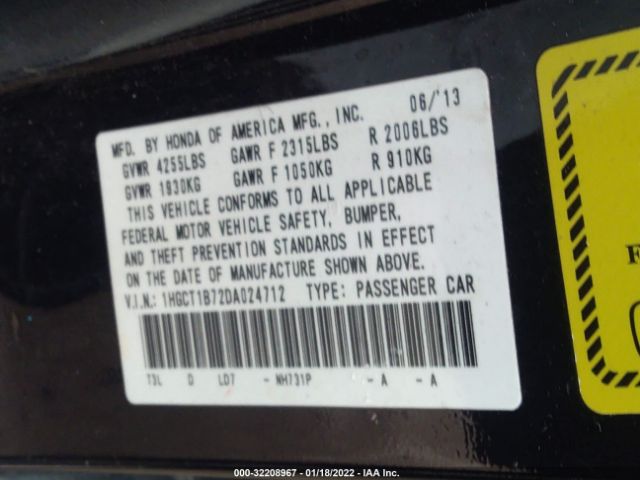 MFD. BY HONDA OF AMERICA MFG., INC. 06/'13
GVWR 4255LBS GAWR F 2315LBS R 2006LBS
GVWR 1930KG GAWR F 1050KG R 910KG
THIS VEHICLE CONFORMS TO ALL APPLICABLE
FEDERAL MOTOR VEHICLE SAFETY, BUMPER,
AND THEFT PREVENTION STANDARDS IN EFFECT
ON THE DATE OF MANUFACTURE SHOWN ABOVE.
V.I.N.: 1HGCT1B72DA024712 TYPE: PASSENGER CAR
T3L D LD7 - NH731P - A - A
F
000-32208967 - 01/18/2022 - IAA Inc.